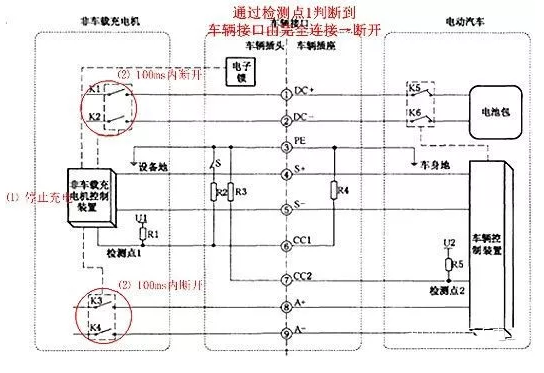 通过检测点1判断到
车辆接口由完全连接→断开
非车载充电机
车辆接口
电动汽车
车辆插头
车辆插座
电子锁
(2) 100ms内断开
K1
K2
DC+
DC−
K5
K6
电池包
PE
设备地
车身地
(1) 停止充电
非车载充
电机控制
装置
S
S+
S−
U1
R1
R2
R3
R4
检测点1
CC1
CC2
U2
R5
检测点2
车辆控
制装置
(2) 100ms内断开
K3
K4
A+
A−
1
2
3
4
5
6
7
8
9